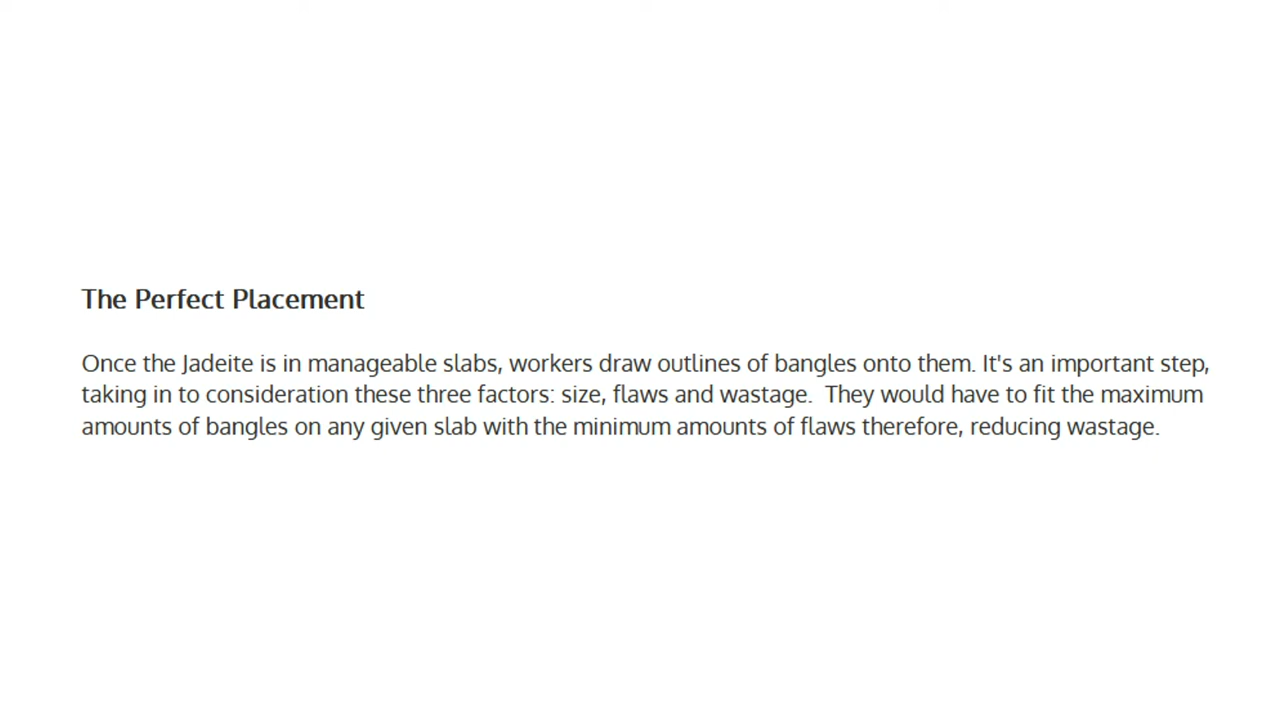 The Perfect Placement
Once the Jadeite is in manageable slabs, workers draw outlines of bangles onto them. It's an important step,
taking in to consideration these three factors: size, flaws and wastage.  They would have to fit the maximum
amounts of bangles on any given slab with the minimum amounts of flaws therefore, reducing wastage.